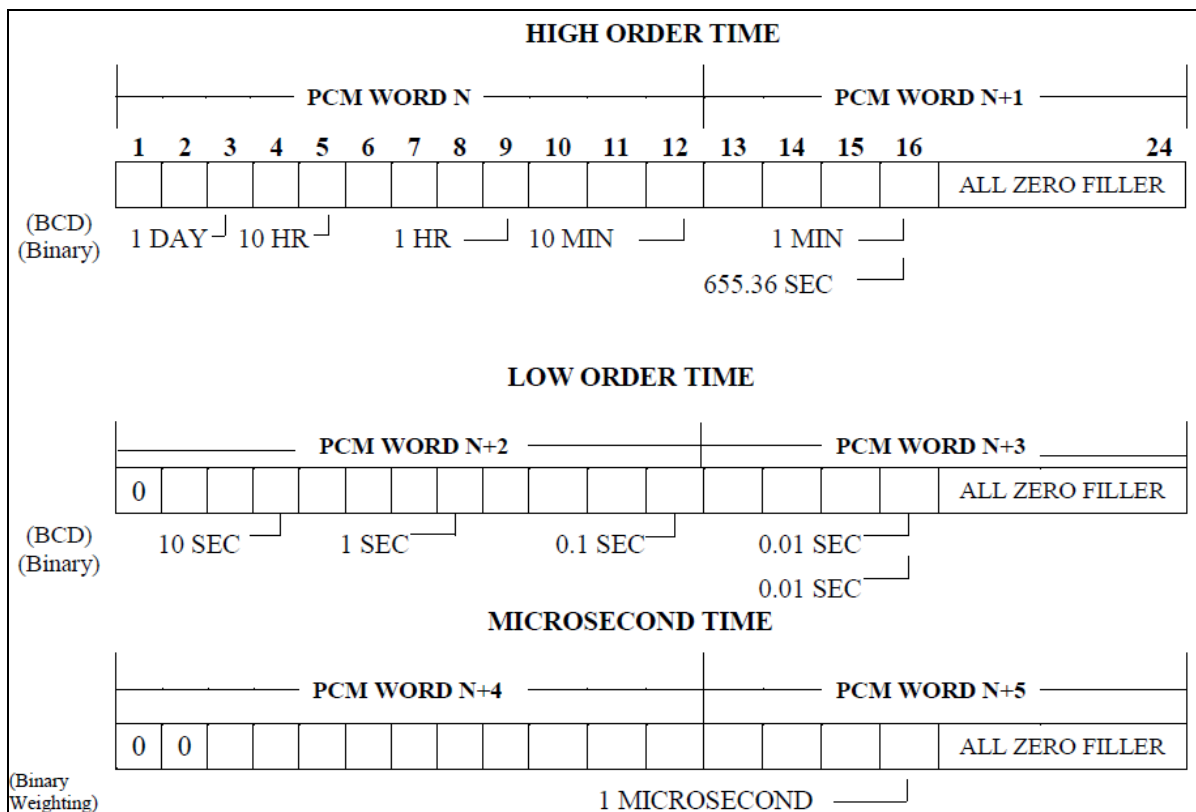 HIGH ORDER TIME
PCM WORD N PCM WORD N+1
1 2 3 4 5 6 7 8 9 10 11 12 13 14 15 16 24
ALL ZERO FILLER
(BCD) 1 DAY 10 HR 1 HR 10 MIN 1 MIN
(Binary) 655.36 SEC
LOW ORDER TIME
PCM WORD N+2 PCM WORD N+3
0 ALL ZERO FILLER
(BCD) 10 SEC 1 SEC 0.1 SEC 0.01 SEC
(Binary) 0.01 SEC
MICROSECOND TIME
PCM WORD N+4 PCM WORD N+5
0 0 ALL ZERO FILLER
(Binary
Weighting) 1 MICROSECOND